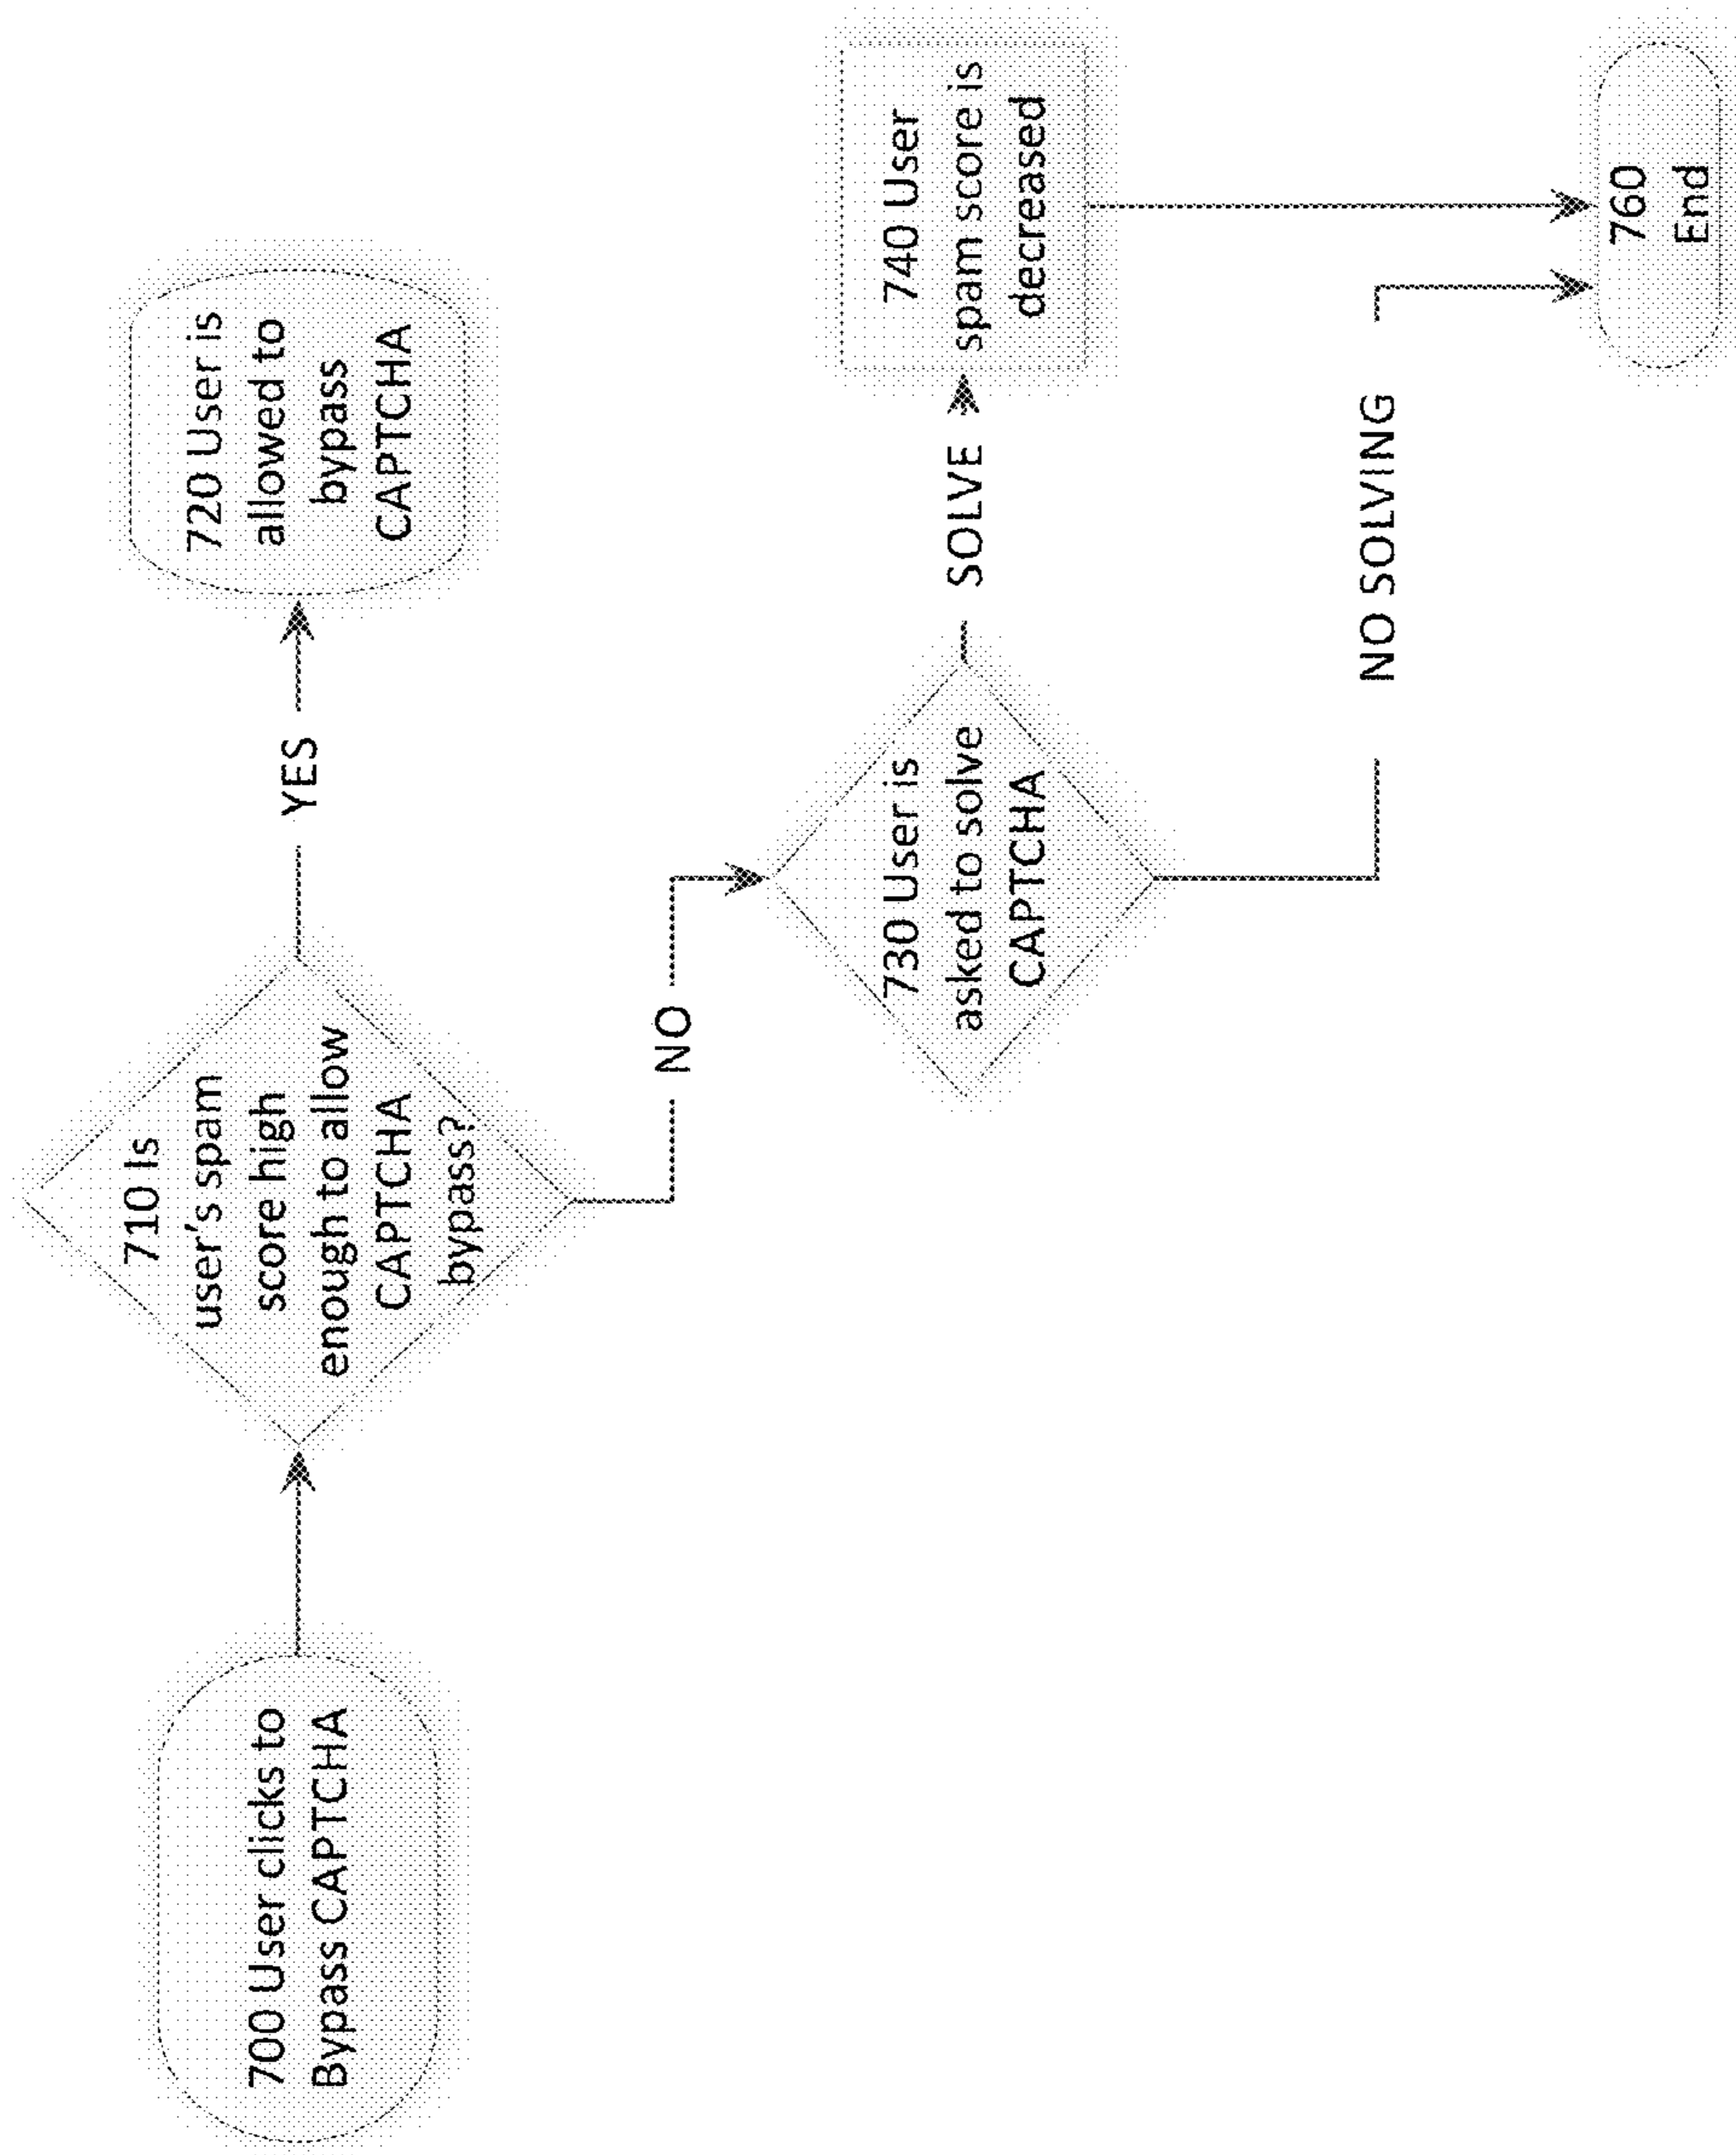 700 User clicks to
Bypass CAPTCHA
710 Is
user's spam
score high
enough to allow
CAPTCHA
bypass?
YES
720 User is
allowed to
bypass
CAPTCHA
NO
730 User is
asked to solve
CAPTCHA
SOLVE
740 User
spam score is
decreased
NO SOLVING
760
End